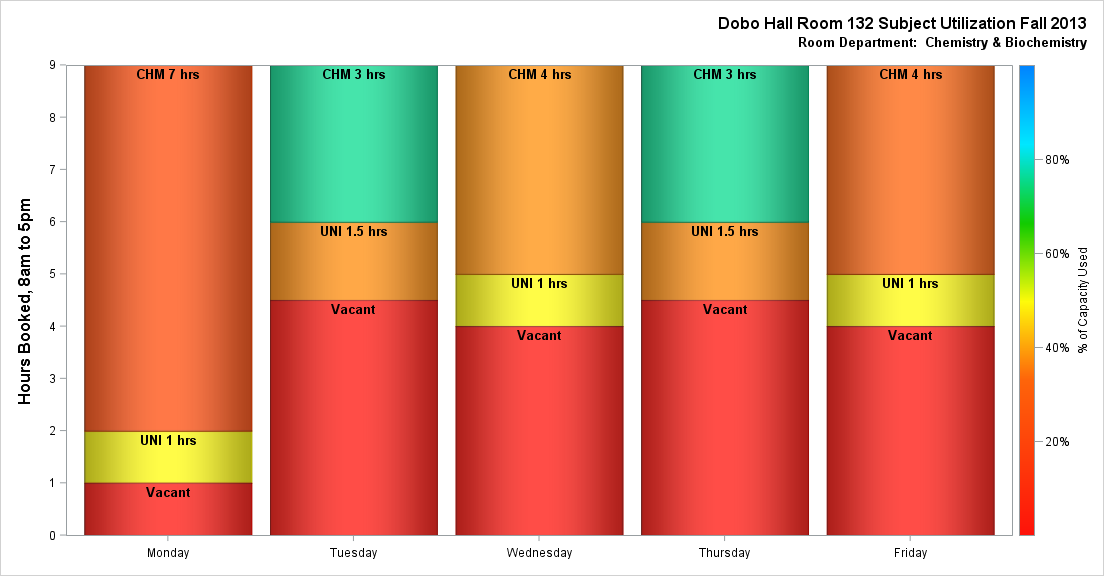 Dobo Hall Room 132 Subject Utilization Fall 2013
Room Department:  Chemistry & Biochemistry
Hours Booked, 8am to 5pm
9
8
7
6
5
4
3
2
1
0
CHM 7 hrs
UNI 1 hrs
Vacant
CHM 3 hrs
UNI 1.5 hrs
Vacant
CHM 4 hrs
UNI 1 hrs
Vacant
CHM 3 hrs
UNI 1.5 hrs
Vacant
CHM 4 hrs
UNI 1 hrs
Vacant
Monday
Tuesday
Wednesday
Thursday
Friday
80%
60%
40%
20%
% of Capacity Used